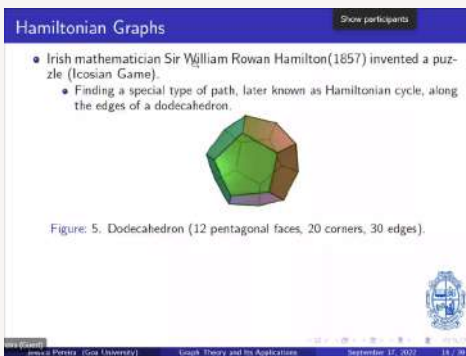 Show participants
Hamiltonian Graphs
• Irish mathematician Sir William Rowan Hamilton(1857) invented a puz-
zle (Icosian Game).
• Finding a special type of path, later known as Hamiltonian cycle, along
the edges of a dodecahedron.
Figure: 5. Dodecahedron (12 pentagonal faces, 20 corners, 30 edges).
(Guest)
Pereira (Goa University) Graph Theory and Its Applications September 17, 2022